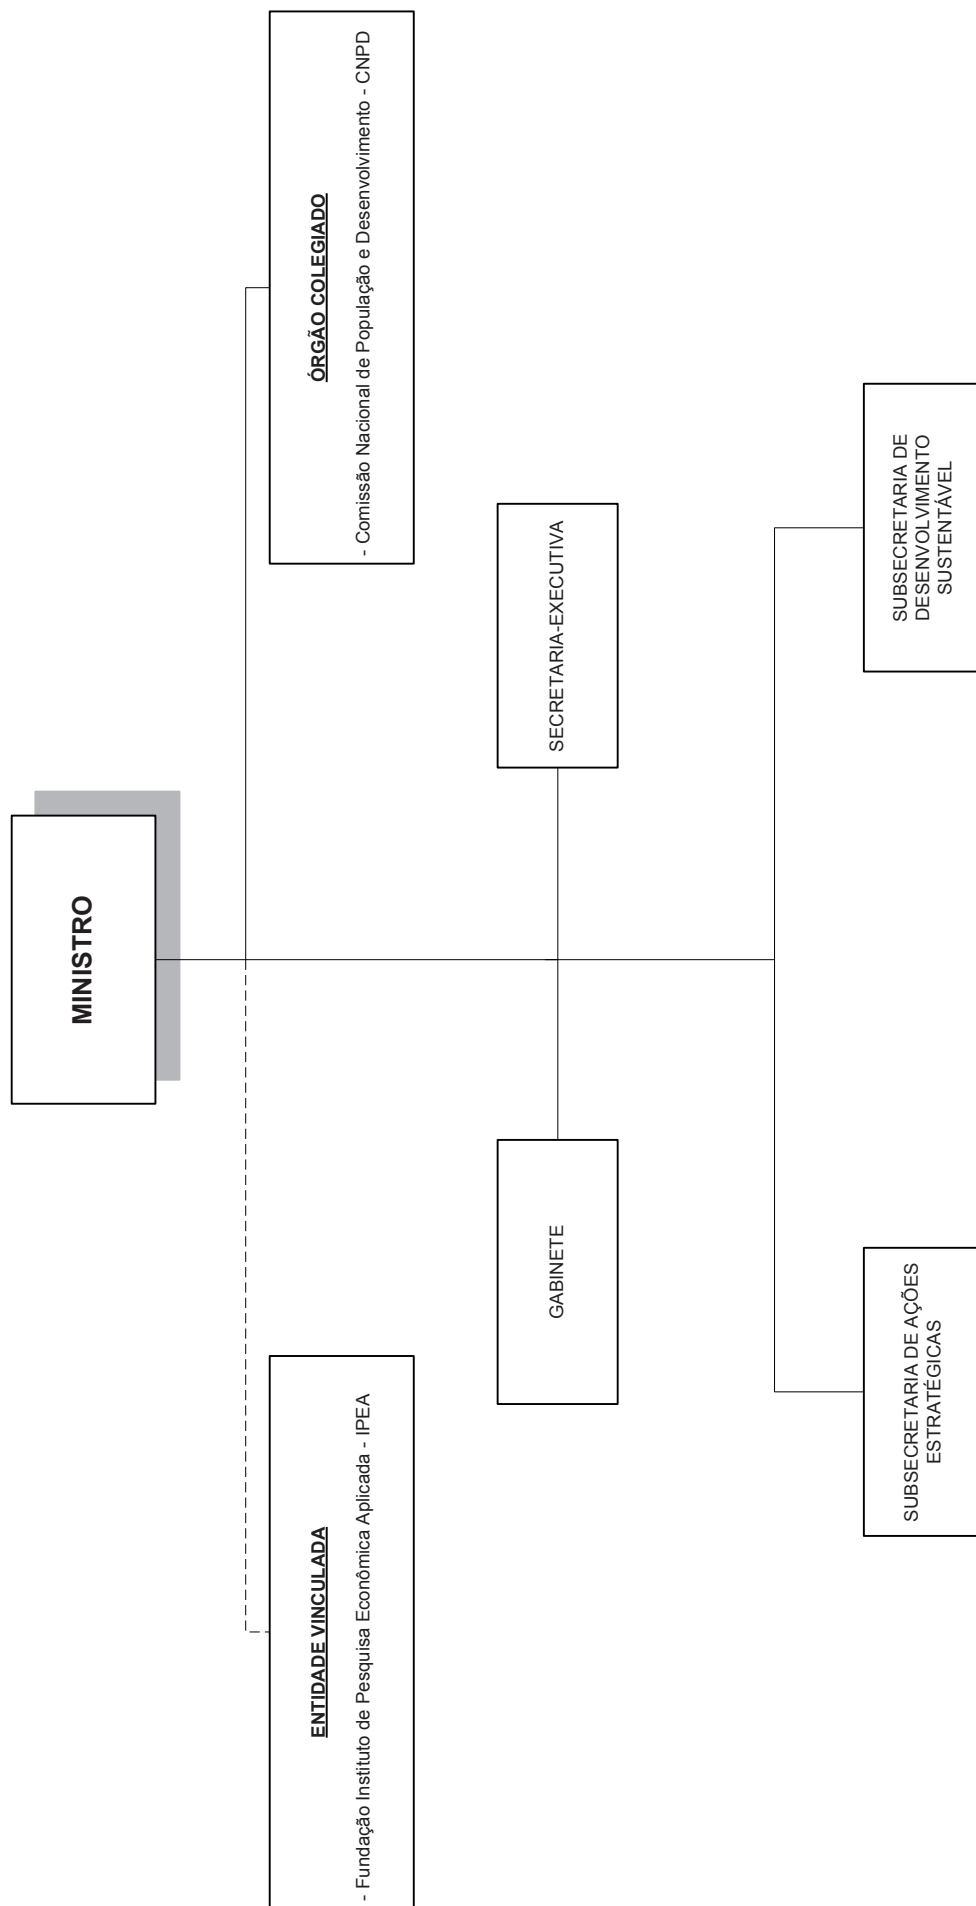 MINISTRO
ENTIDADE VINCULADA
- Fundação Instituto de Pesquisa Econômica Aplicada - IPEA
ÓRGÃO COLEGIADO
- Comissão Nacional de População e Desenvolvimento - CNPD
GABINETE
SECRETARIA-EXECUTIVA
SUBSECRETARIA DE AÇÕES
ESTRATÉGICAS
SUBSECRETARIA DE
DESENVOLVIMENTO
SUSTENTÁVEL